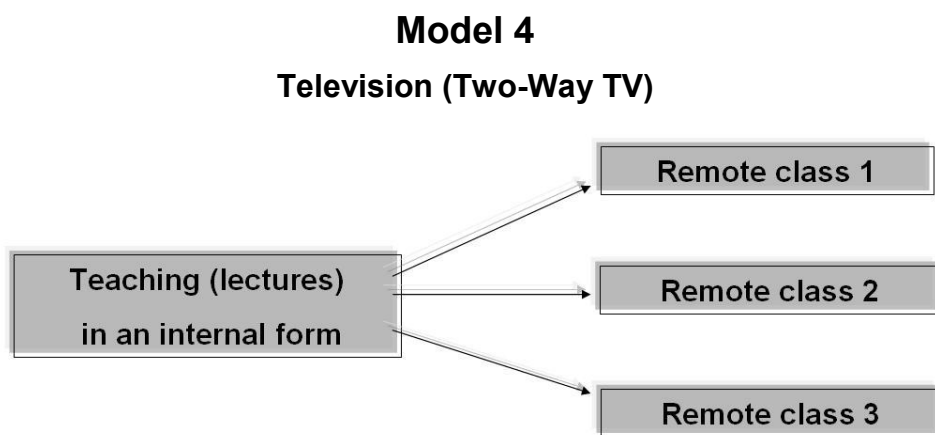 Model 4
Television (Two-Way TV)
Remote class 1
Teaching (lectures)
in an internal form
Remote class 2
Remote class 3